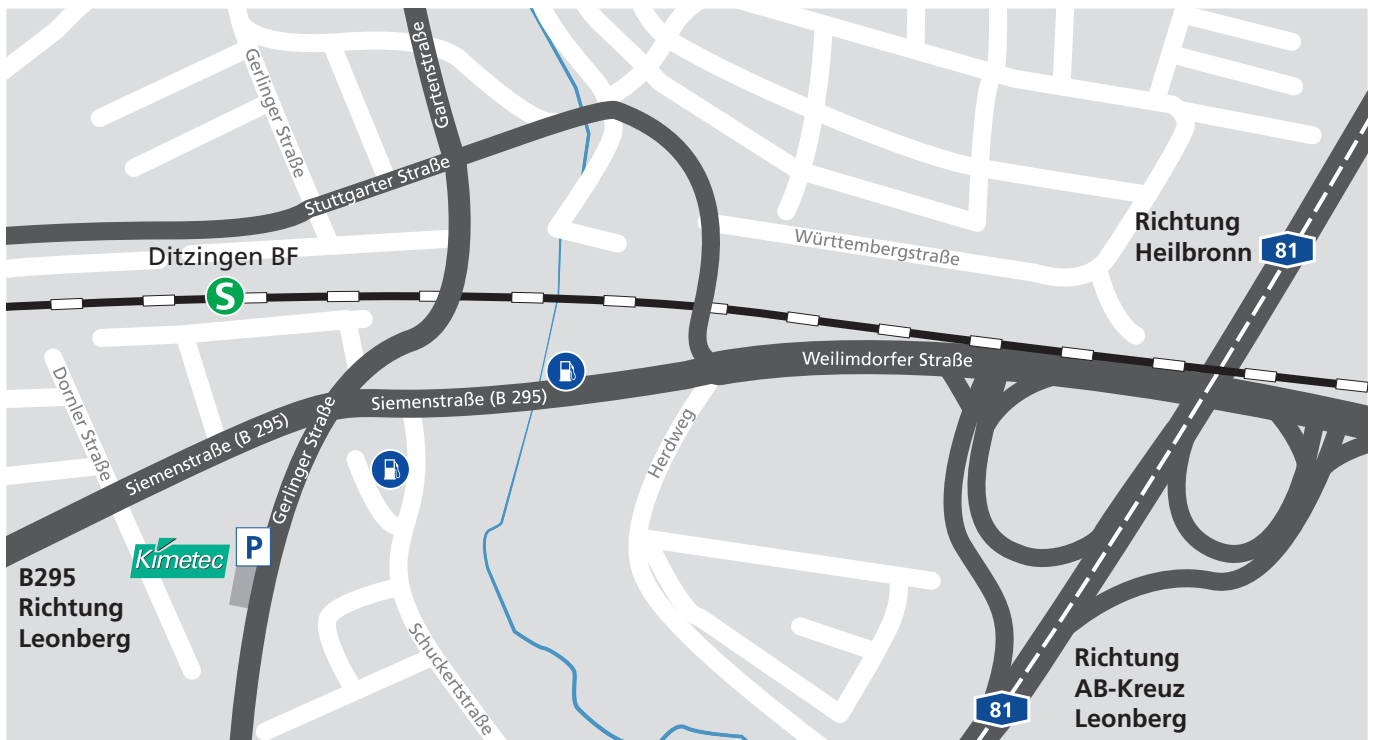 Gerlinger Straße
Gartenstraße
Stuttgarter Straße
Ditzingen BF
S
Württembergstraße
Richtung
Heilbronn
81
Weilimdorfer Straße
Siemenstraße (B 295)
Siemenstraße (B 295)
Dornler Straße
Gerlinger Straße
Herdweg
Kimetec
P
B295
Richtung
Leonberg
Schuckertstraße
Richtung
AB-Kreuz
Leonberg
81